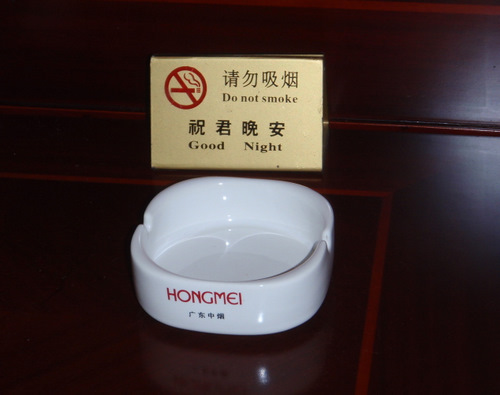 请勿吸烟
Do not smoke
祝君晚安
Good Night
HONGMEI
广东中烟